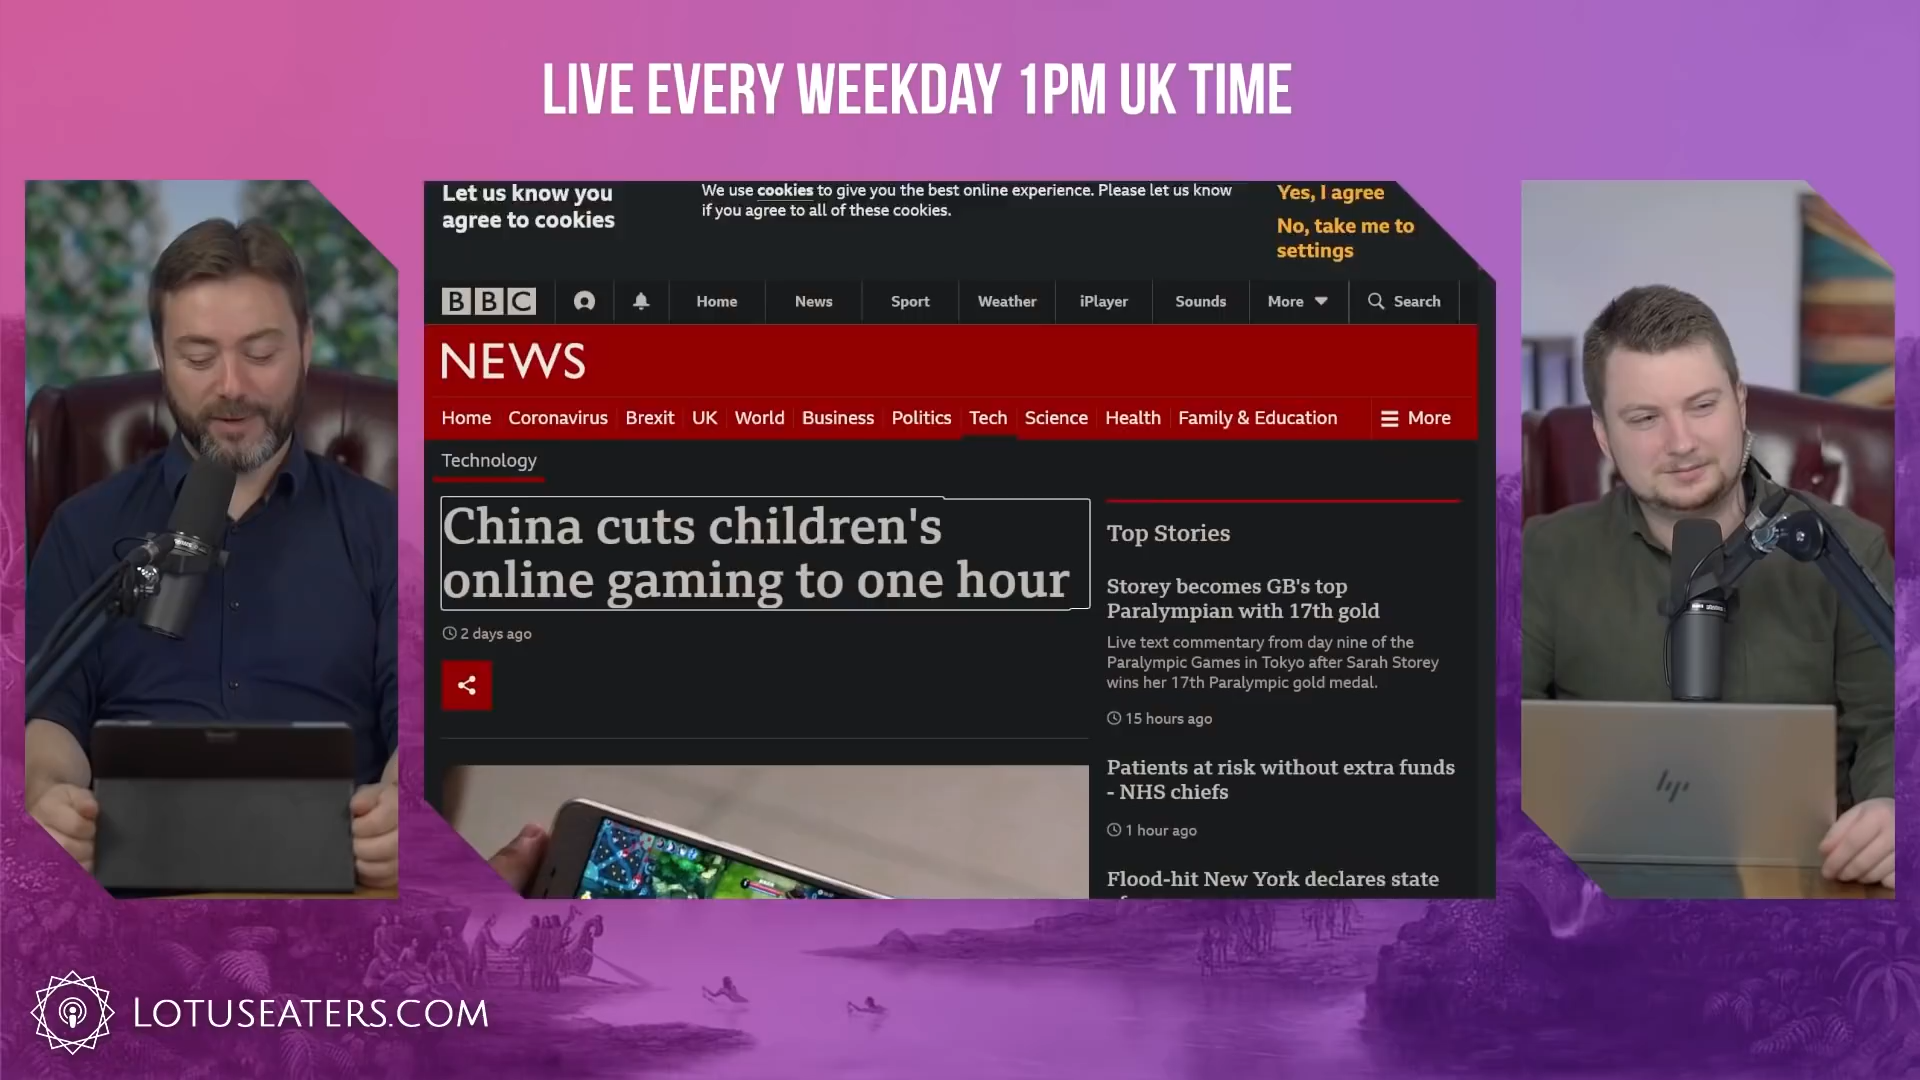 LIVE EVERY WEEKDAY 1PM UK TIME
Let us know you
agree to cookies
We use cookies to give you the best online experience. Please let us know
if you agree to all of these cookies.
Yes, I agree
No, take me to
settings
BBC
Home
News
Sport
Weather
iPlayer
Sounds
More
Search
NEWS
Home
Coronavirus
Brexit
UK
World
Business
Politics
Tech
Science
Health
Family & Education
More
Technology
China cuts children's
online gaming to one hour
2 days ago
Top Stories
Storey becomes GB's top
Paralympian with 17th gold
Live text commentary from day nine of the
Paralympic Games in Tokyo after Sarah Storey
wins her 17th Paralympic gold medal.
15 hours ago
Patients at risk without extra funds
- NHS chiefs
1 hour ago
Flood-hit New York declares state
hp
LOTUSEATERS.COM